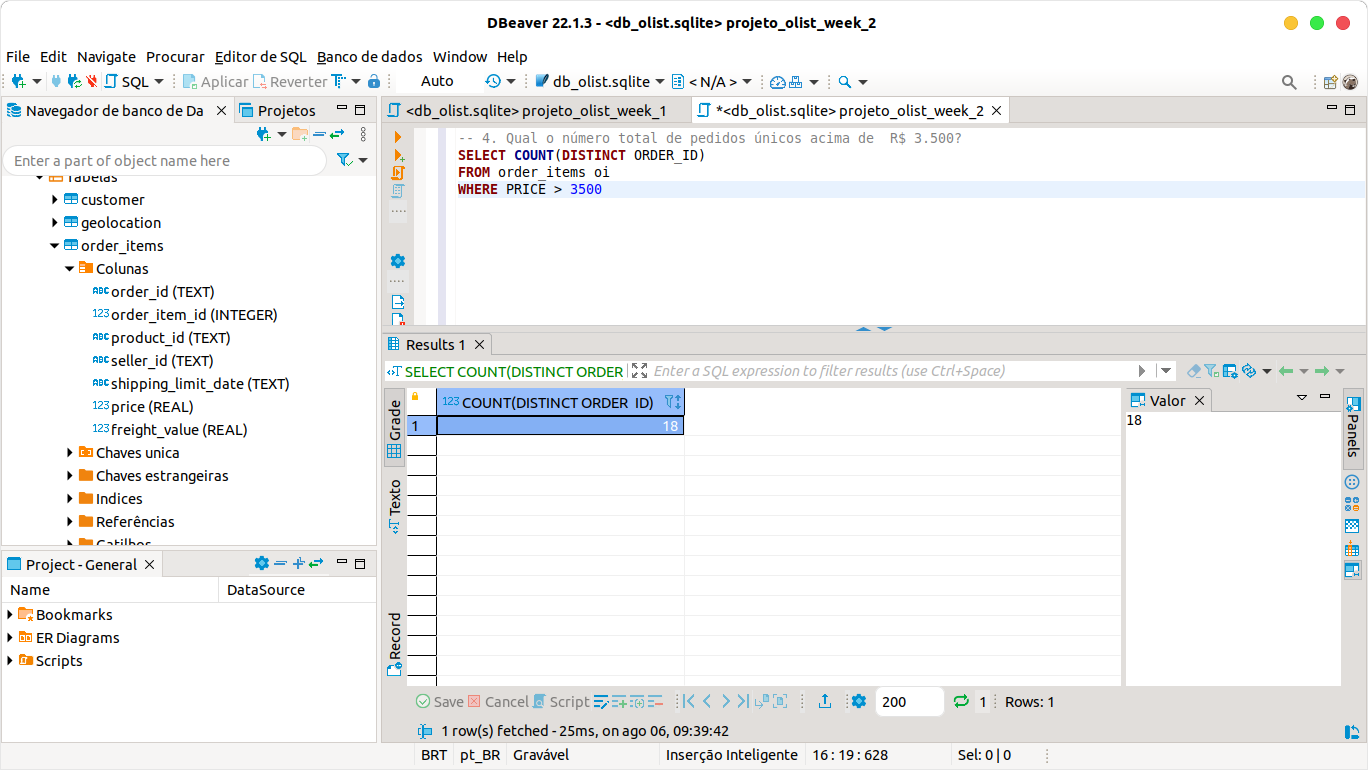 DBeaver 22.1.3 - <db_olist.sqlite> projeto_olist_week_2
File Edit Navigate Procurar Editor de SQL Banco de dados Window Help
SQL Aplicar Reverter Auto db_olist.sqlite < N/A >
Navegador de banco de Da Projetos
Enter a part of object name here
Tabelas
customer
geolocation
order_items
Colunas
ABC order_id (TEXT)
123 order_item_id (INTEGER)
ABC product_id (TEXT)
ABC seller_id (TEXT)
ABC shipping_limit_date (TEXT)
123 price (REAL)
123 freight_value (REAL)
Chaves unica
Chaves estrangeiras
Indices
Referências
Gatilhos
Project - General
Name DataSource
Bookmarks
ER Diagrams
Scripts
<db_olist.sqlite> projeto_olist_week_1 *<db_olist.sqlite> projeto_olist_week_2
-- 4. Qual o número total de pedidos únicos acima de  R$ 3.500?
SELECT COUNT(DISTINCT ORDER_ID)
FROM order_items oi
WHERE PRICE > 3500
Results 1
SELECT COUNT(DISTINCT ORDER Enter a SQL expression to filter results (use Ctrl+Space)
Grade
Texto
Record
123 COUNT(DISTINCT ORDER_ID)
1 18
Valor
18
Panels
Save Cancel Script 200 1 Rows: 1
1 row(s) fetched - 25ms, on ago 06, 09:39:42
BRT pt_BR Gravável Inserção Inteligente 16 : 19 : 628 Sel: 0 | 0